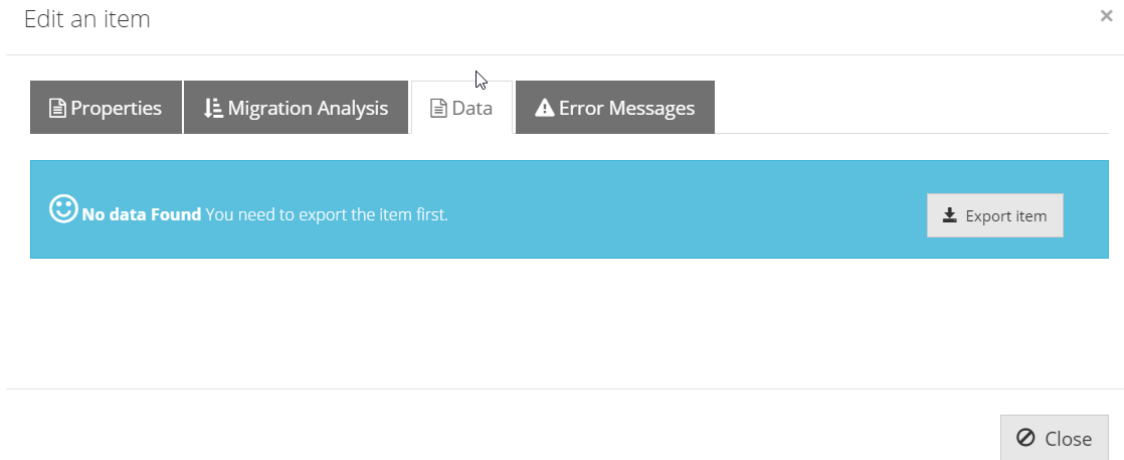 Edit an item ×
Properties Migration Analysis Data Error Messages
No data Found You need to export the item first. Export item
Close